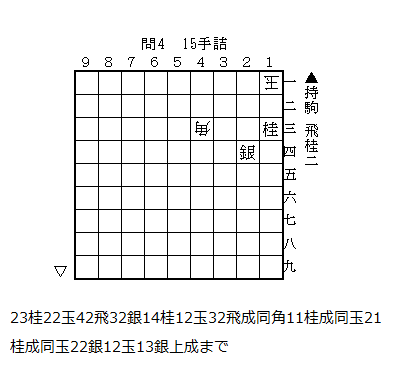 問4 15手詰
9 8 7 6 5 4 3 2 1
王 一
二
角 桂 三
銀 四
五
六
七
八
九
▲持駒 飛桂二
▽
23桂22玉42飛32銀14桂12玉32飛成同角11桂成同玉21
桂成同玉22銀12玉13銀上成まで